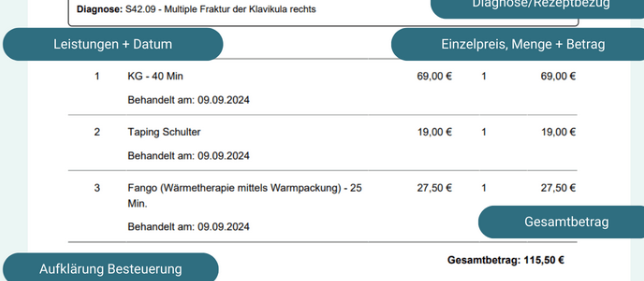 Diagnose/Rezeptbezug
Diagnose: S42.09 - Multiple Fraktur der Klavikula rechts
Leistungen + Datum
Einzelpreis, Menge + Betrag
1 KG - 40 Min 69,00 € 1 69,00 €
Behandelt am: 09.09.2024
2 Taping Schulter 19,00 € 1 19,00 €
Behandelt am: 09.09.2024
3 Fango (Wärmetherapie mittels Warmpackung) - 25 27,50 € 1 27,50 €
Min.
Behandelt am: 09.09.2024
Gesamtbetrag
Gesamtbetrag: 115,50 €
Aufklärung Besteuerung